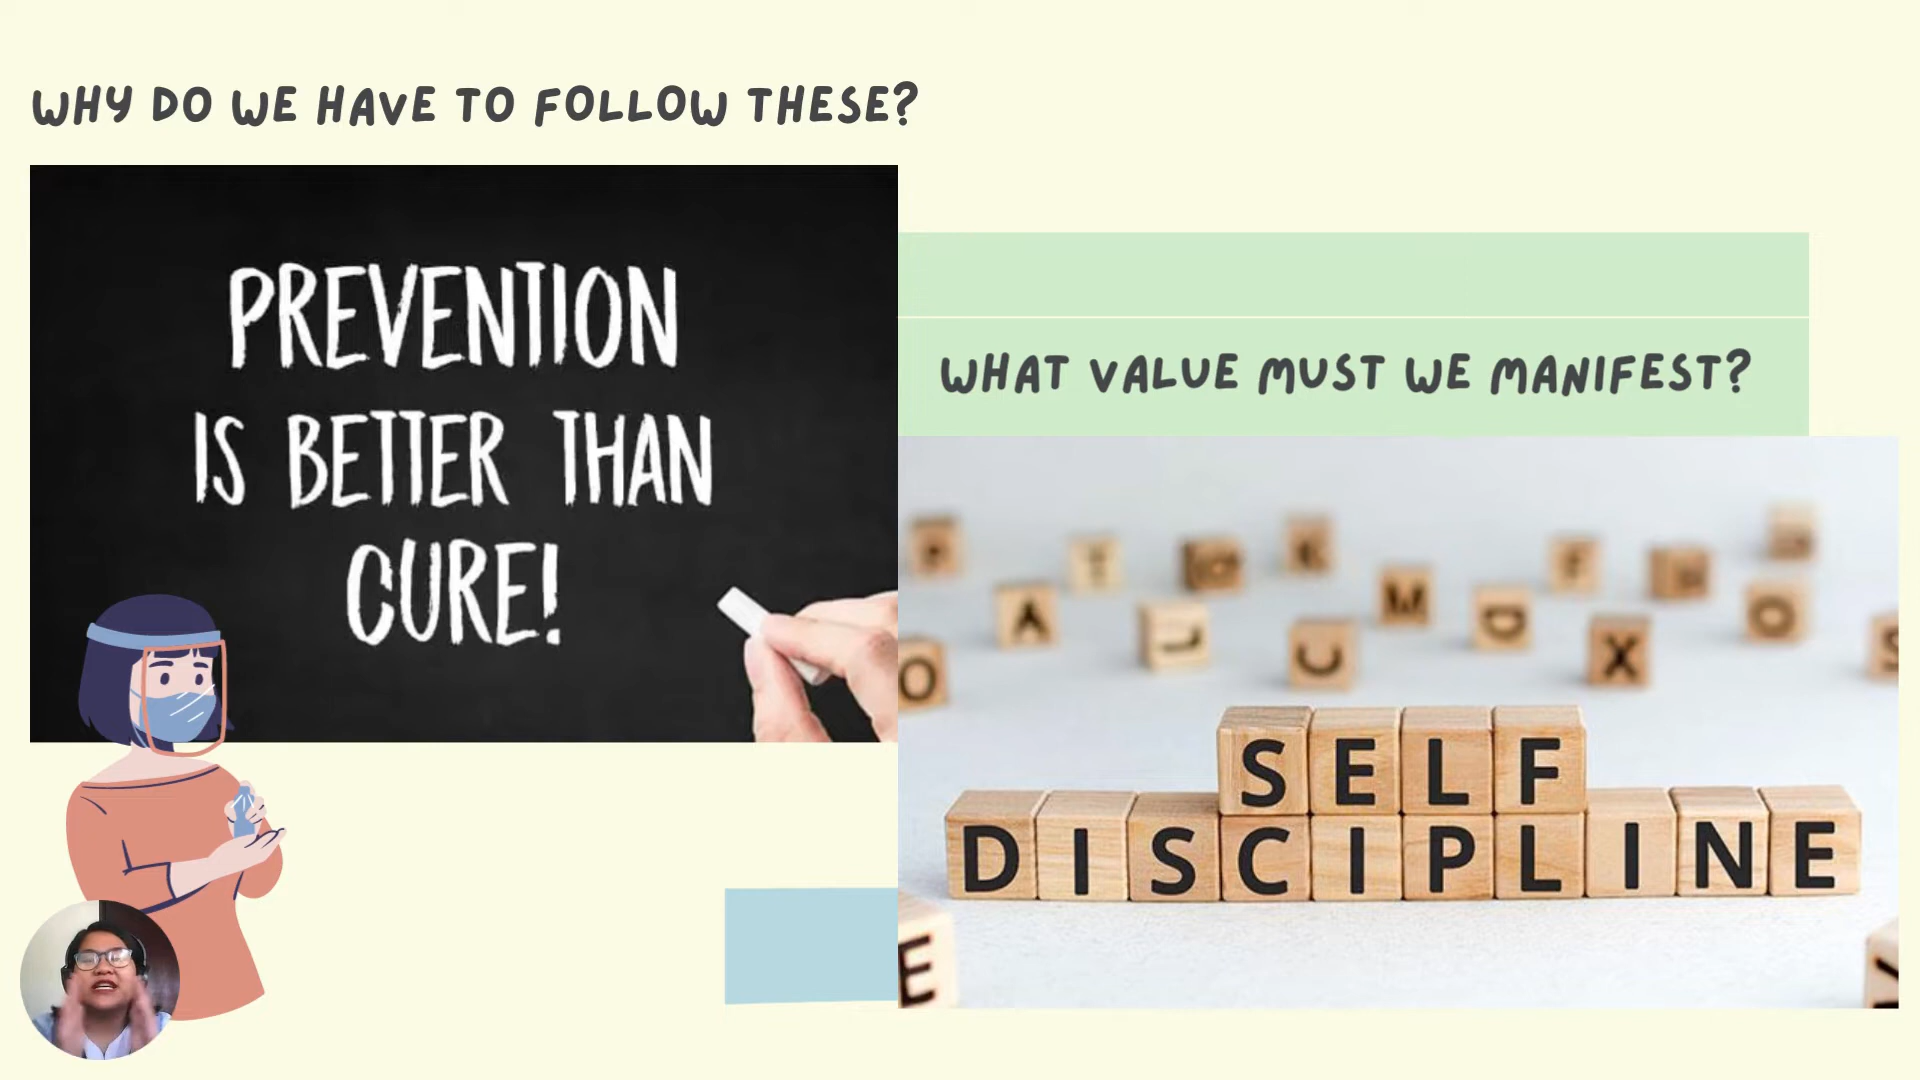 WHY DO WE HAVE TO FOLLOW THESE?
PREVENTION
IS BETTER THAN
CURE!
WHAT VALUE MUST WE MANIFEST?
A
J
C
M
D
X
O
SELF
DISCIPLINE
E